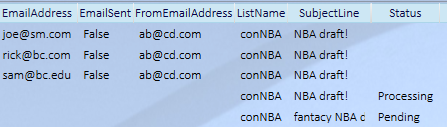 EmailAddress EmailSent FromEmailAddress ListName SubjectLine Status
joe@sm.com False ab@cd.com conNBA NBA draft!
rick@bc.com False ab@cd.com conNBA NBA draft!
sam@bc.edu False ab@cd.com conNBA NBA draft!
conNBA NBA draft! Processing
conNBA fantacy NBA d Pending